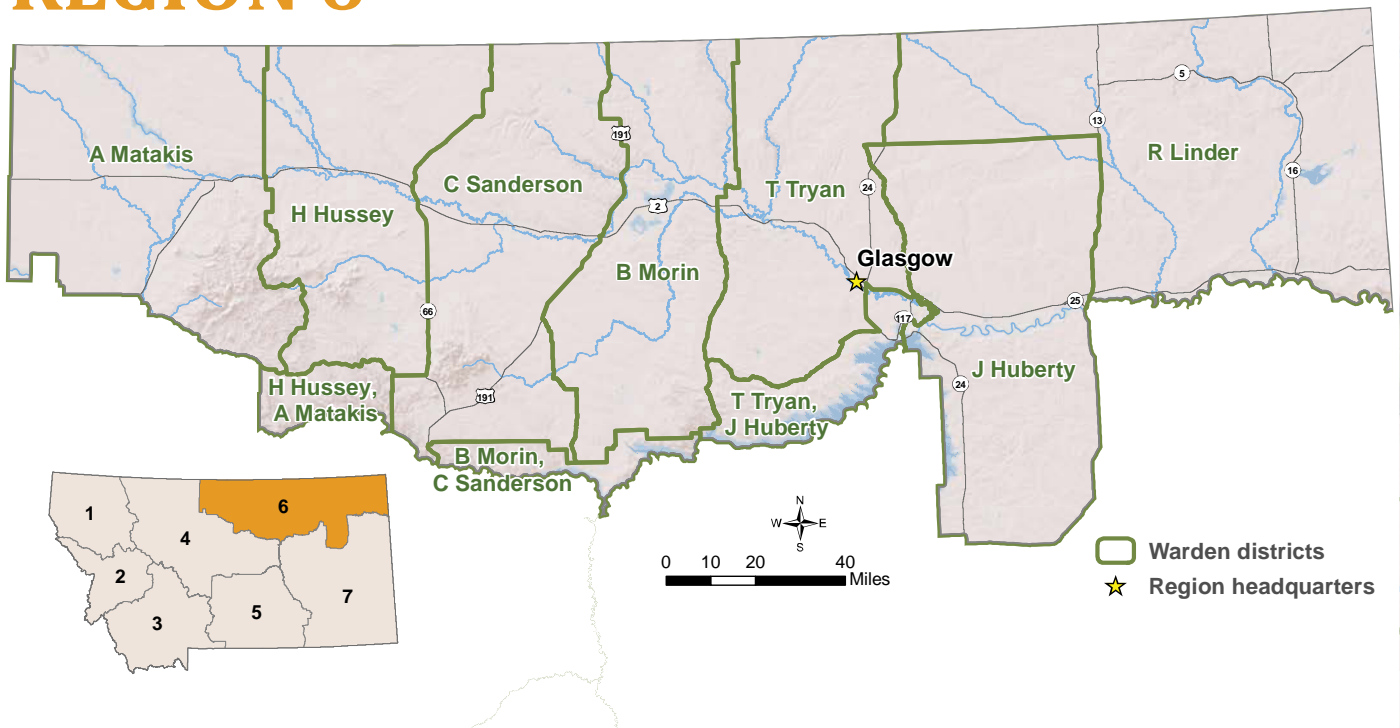 REGION 6
5
13
191
A Matakis
R Linder
16
C Sanderson
24
T Tryan
2
H Hussey
Glasgow
B Morin
25
66
117
J Huberty
24
H Hussey,
A Matakis
191
T Tryan,
J Huberty
B Morin,
C Sanderson
N
W E
S
0 10 20 40
Miles
Warden districts
Region headquarters
1
4
6
2
7
5
3